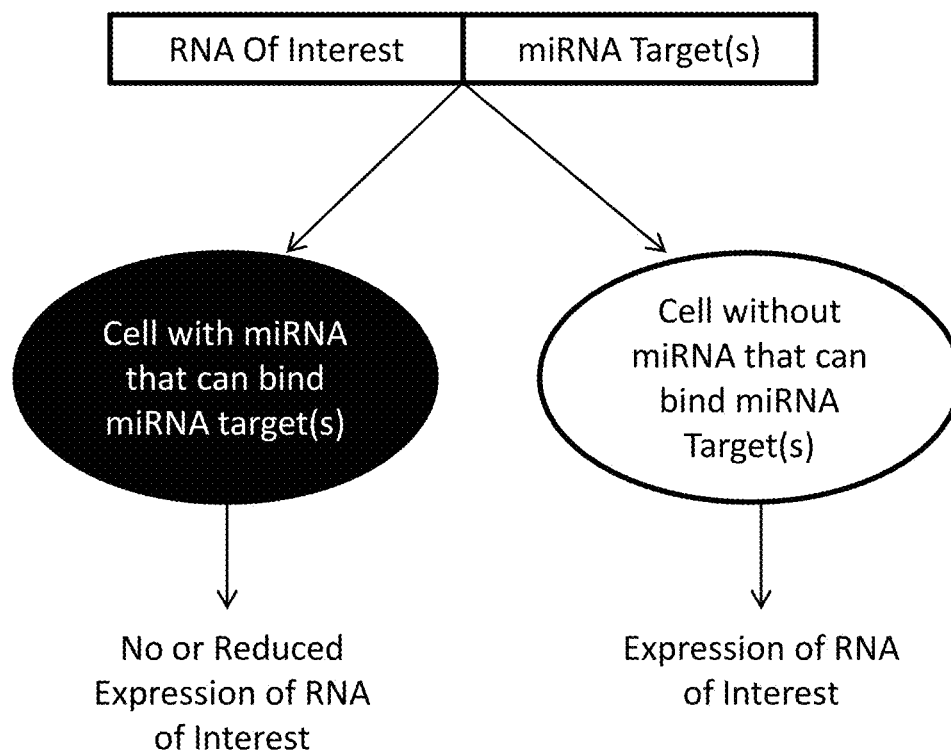 RNA Of Interest
miRNA Target(s)
Cell with miRNA
that can bind
miRNA target(s)
Cell without
miRNA that can
bind miRNA
Target(s)
No or Reduced
Expression of RNA
of Interest
Expression of RNA
of Interest